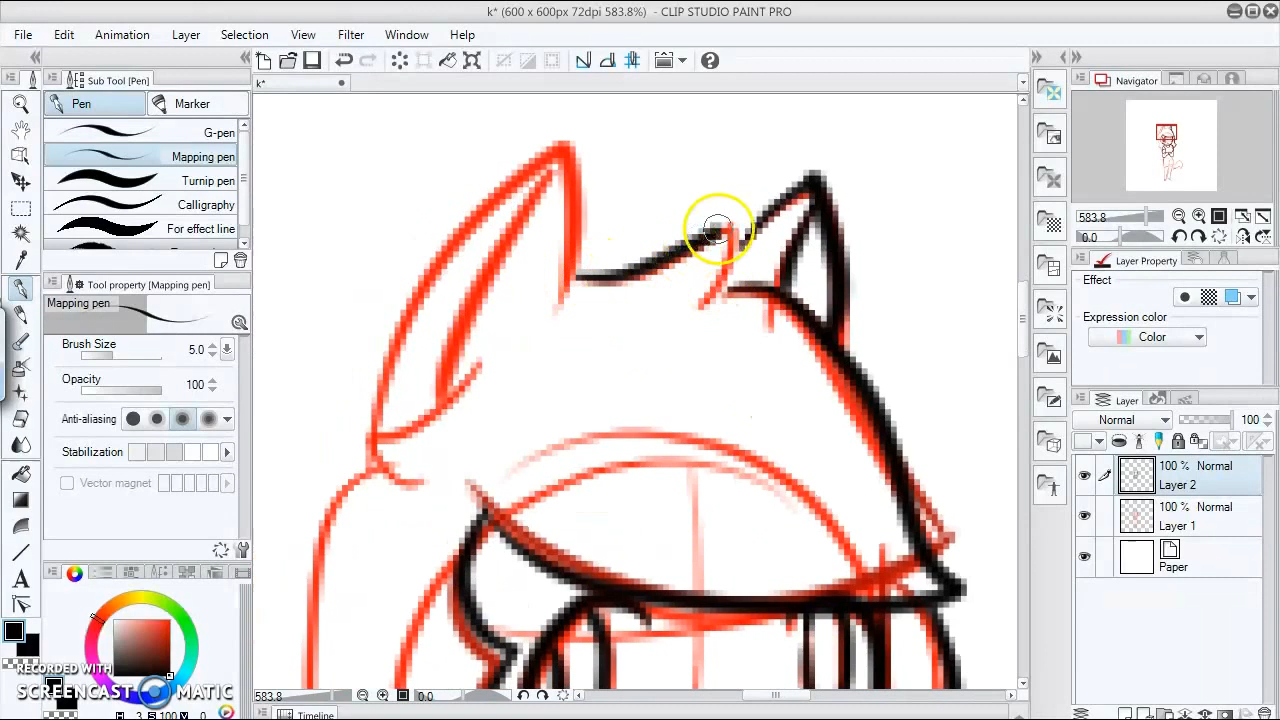 k* (600 x 600px 72dpi 583.8%) - CLIP STUDIO PAINT PRO
File Edit Animation Layer Selection View Filter Window Help
Sub Tool [Pen]
k*
Navigator
Pen Marker
G-pen
Mapping pen
Turnip pen
Calligraphy
For effect line
583.8
0.0
Layer Property
Tool property [Mapping pen]
Mapping pen
Effect
Brush Size 5.0
Expression color
Color
Opacity 100
Layer
Anti-aliasing
Normal 100
Stabilization
100 % Normal
Layer 2
Vector magnet
100 % Normal
Layer 1
Paper
RECORDED WITH
SCREENCAST MATIC
583.8 0.0
H 3 S 100 V 0
Timeline